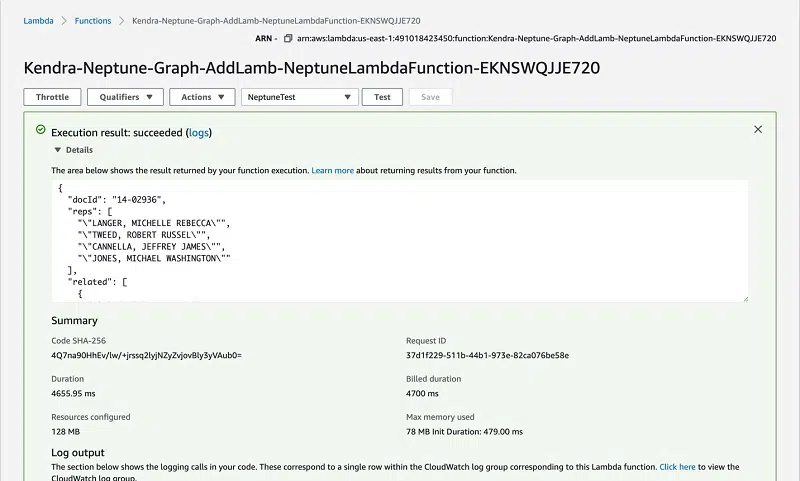 Lambda > Functions > Kendra-Neptune-Graph-AddLamb-NeptuneLambdaFunction-EKNSWQJJE720
ARN - arn:aws:lambda:us-east-1:491018423450:function:Kendra-Neptune-Graph-AddLamb-NeptuneLambdaFunction-EKNSWQJJE720
Kendra-Neptune-Graph-AddLamb-NeptuneLambdaFunction-EKNSWQJJE720
Throttle Qualifiers Actions NeptuneTest Test Save
Execution result: succeeded (logs)
Details
The area below shows the result returned by your function execution. Learn more about returning results from your function.
{
"docId": "14-02936",
"reps": [
"\"LANGER, MICHELLE REBECCA\"",
"\"TWEED, ROBERT RUSSEL\"",
"\"CANNELLA, JEFFREY JAMES\"",
"\"JONES, MICHAEL WASHINGTON\""
],
"related": [
{
Summary
Code SHA-256 Request ID
4Q7na90HhEv/lw/+jrssq2lyjNZyZvjovBly3yVAub0= 37d1f229-511b-44b1-973e-82ca076be58e
Duration Billed duration
4655.95 ms 4700 ms
Resources configured Max memory used
128 MB 78 MB Init Duration: 479.00 ms
Log output
The section below shows the logging calls in your code. These correspond to a single row within the CloudWatch log group corresponding to this Lambda function. Click here to view the
CloudWatch log group.